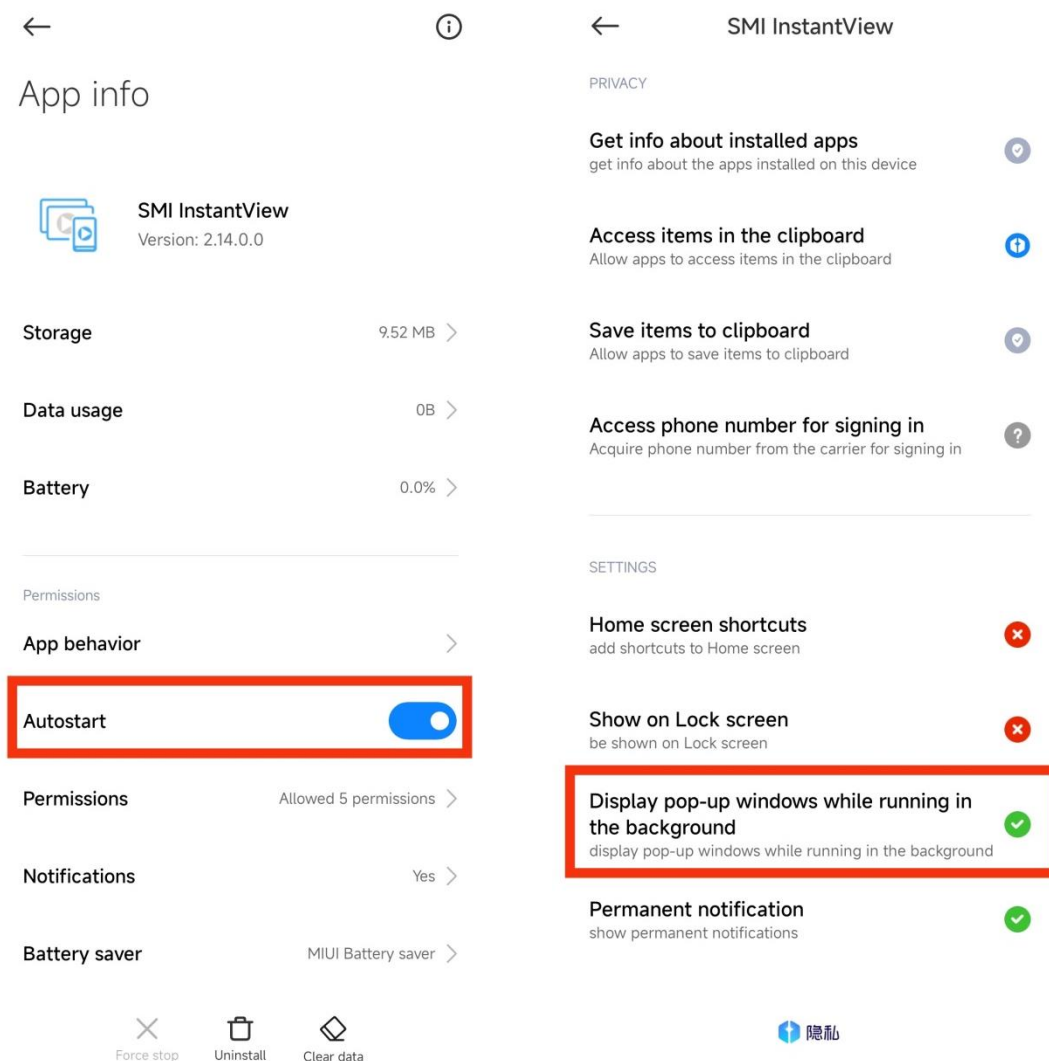 App info
SMI InstantView
Version: 2.14.0.0
Storage 9.52 MB
Data usage 0B
Battery 0.0%
Permissions
App behavior
Autostart
Permissions Allowed 5 permissions
Notifications Yes
Battery saver MIUI Battery saver
Force stop Uninstall Clear data
SMI InstantView
PRIVACY
Get info about installed apps
get info about the apps installed on this device
Access items in the clipboard
Allow apps to access items in the clipboard
Save items to clipboard
Allow apps to save items to clipboard
Access phone number for signing in
Acquire phone number from the carrier for signing in
SETTINGS
Home screen shortcuts
add shortcuts to Home screen
Show on Lock screen
be shown on Lock screen
Display pop-up windows while running in
the background
display pop-up windows while running in the background
Permanent notification
show permanent notifications
隐私